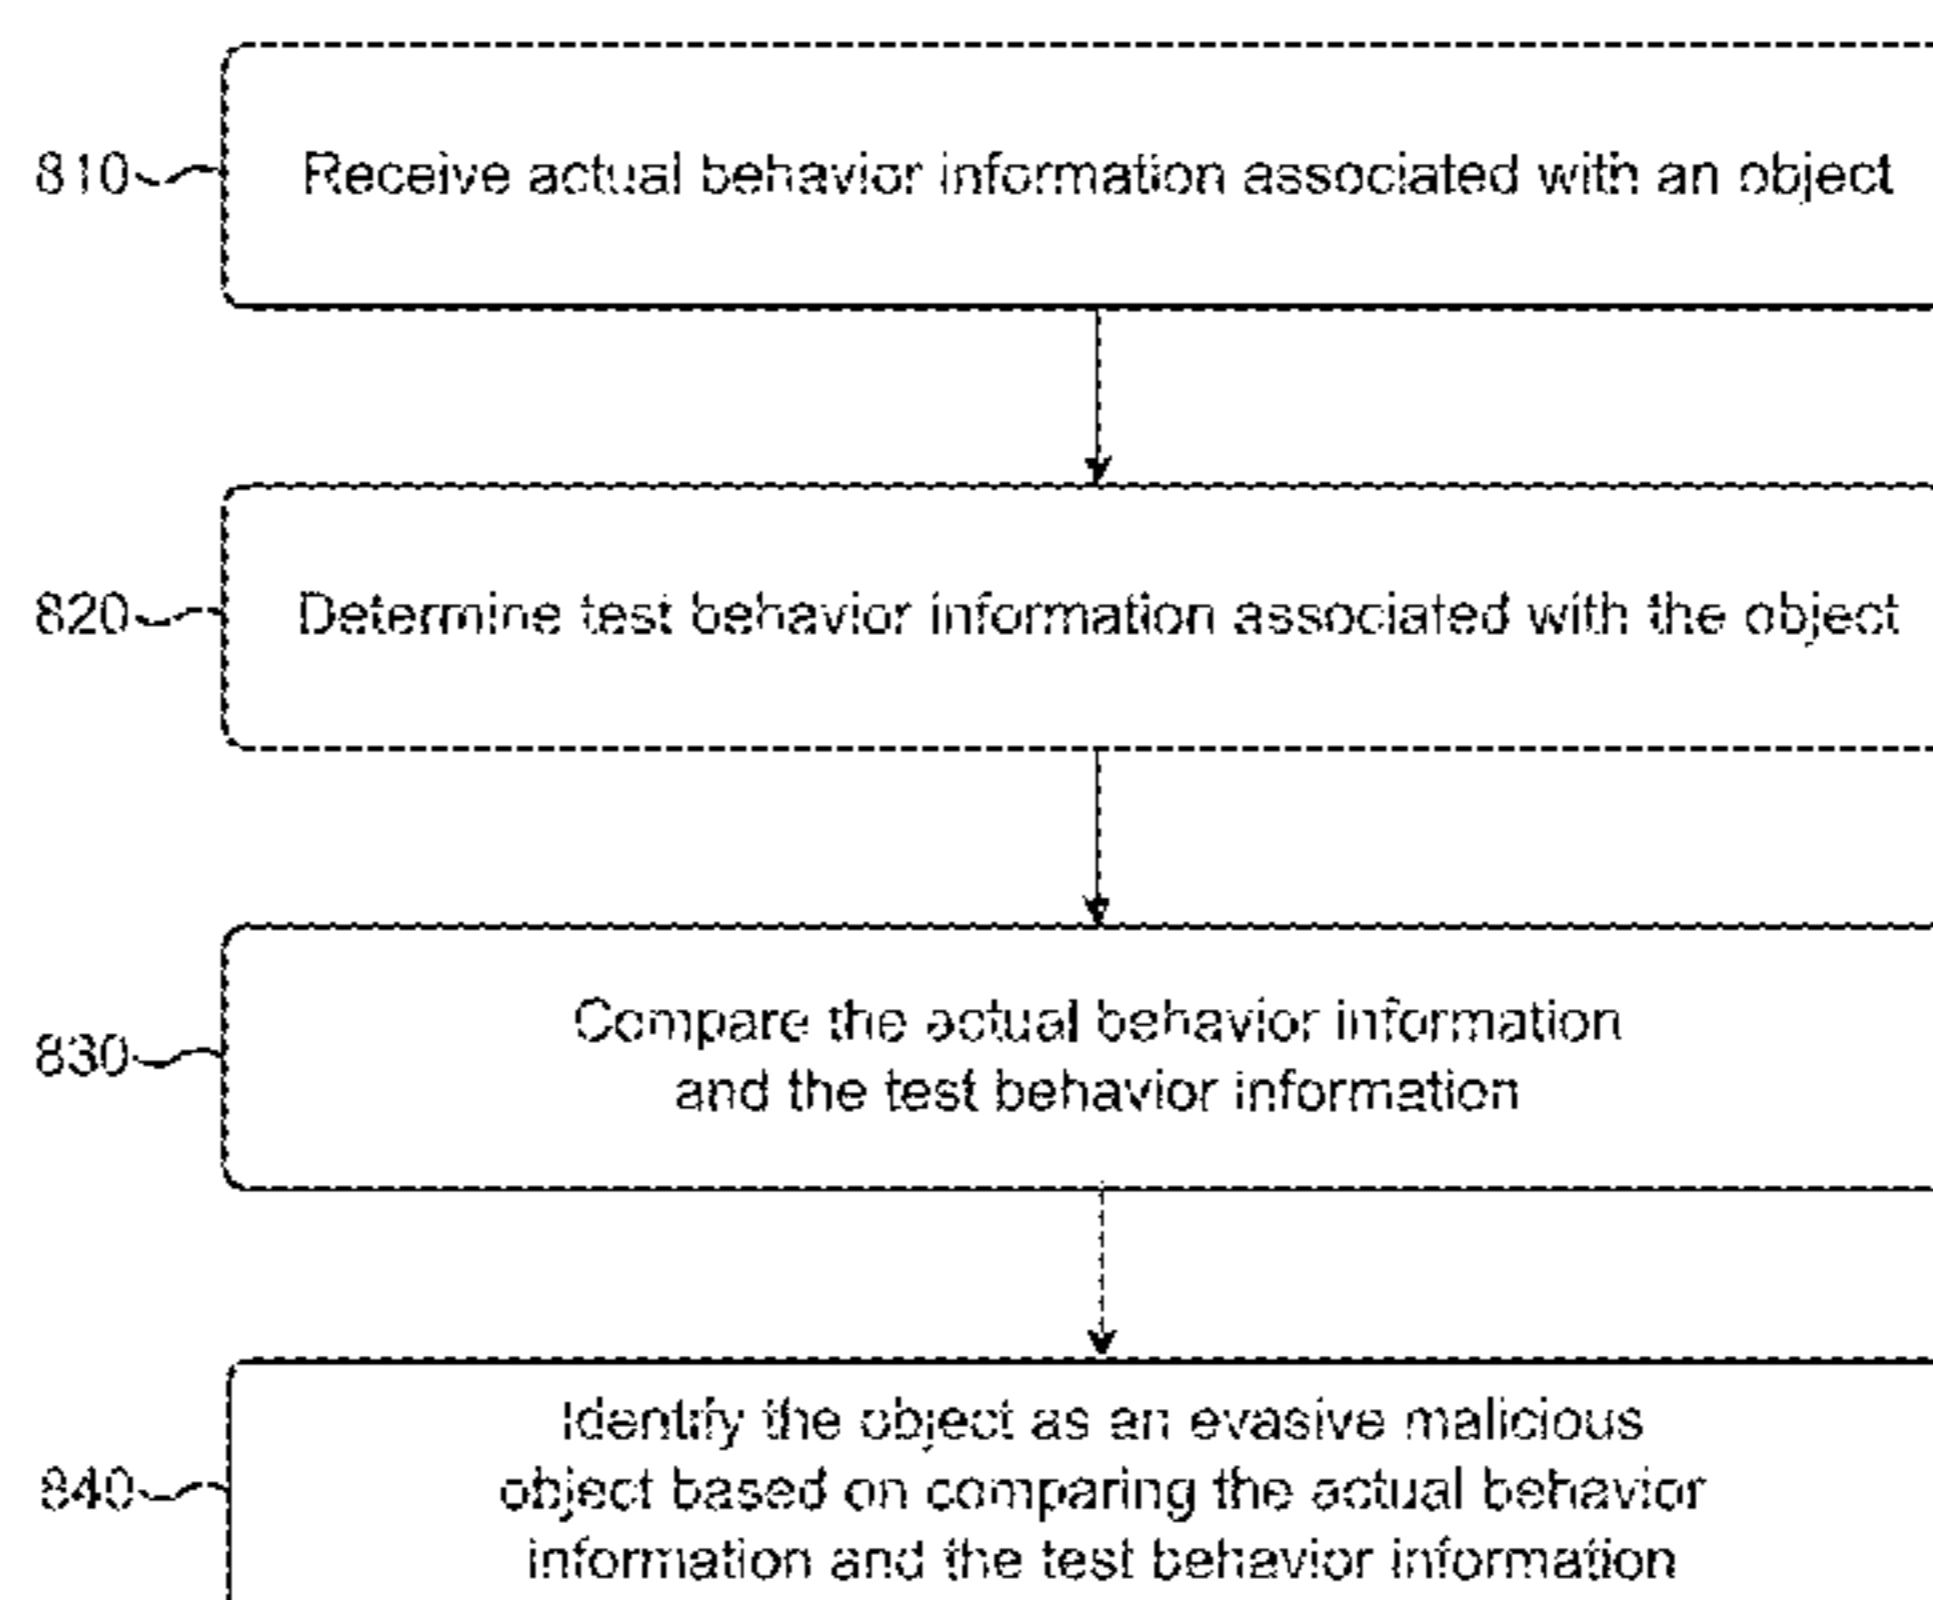 810
Receive actual behavior information associated with an object
820
Determine test behavior information associated with the object
830
Compare the actual behavior information
and the test behavior information
840
Identify the object as an evasive malicious
object based on comparing the actual behavior
information and the test behavior information